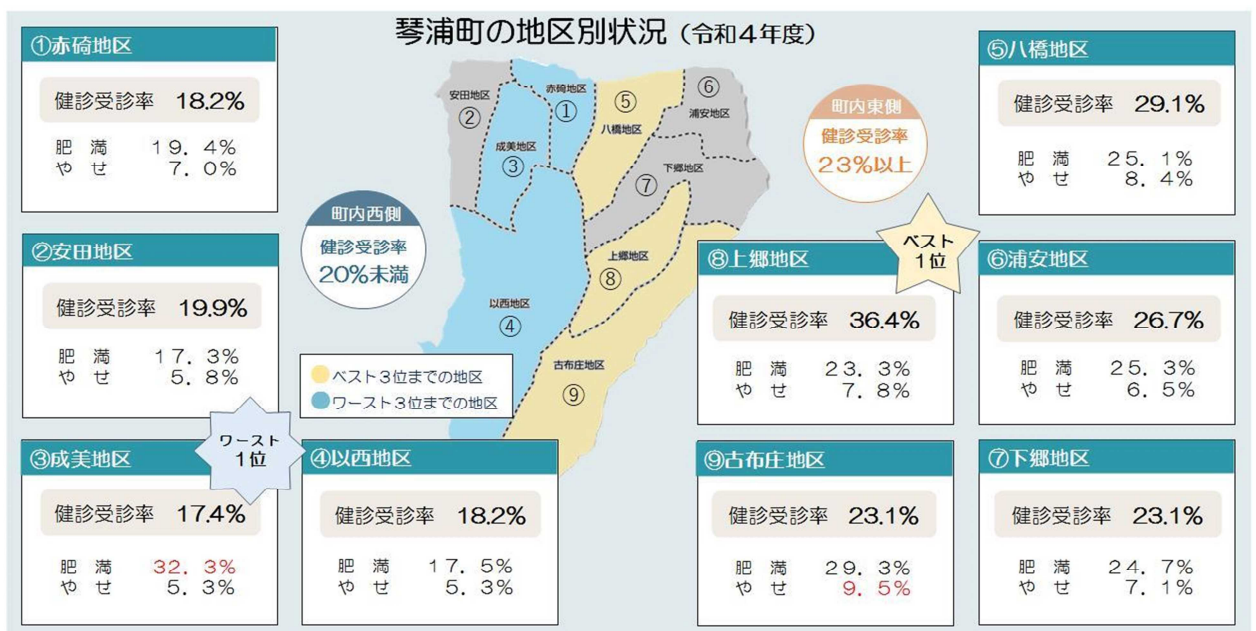 琴浦町の地区別状況（令和４年度）
①赤碕地区
健診受診率 18.2%
肥満 １９．４%
やせ ７．０%
②安田地区
健診受診率 19.9%
肥満 １７．３%
やせ ５．８%
③成美地区
ワースト
１位
健診受診率 17.4%
肥満 ３２．３%
やせ ５．３%
④以西地区
健診受診率 18.2%
肥満 １７．５%
やせ ５．３%
町内西側
健診受診率
20%未満
安田地区
②
赤碕地区
①
成美地区
③
⑤
八橋地区
⑥
浦安地区
下郷地区
⑦
上郷地区
⑧
以西地区
④
古布庄地区
⑨
ベスト３位までの地区
ワースト３位までの地区
町内東側
健診受診率
23%以上
⑤八橋地区
健診受診率 29.1%
肥満 ２５．１%
やせ ８．４%
⑧上郷地区
ベスト
１位
健診受診率 36.4%
肥満 ２３．３%
やせ ７．８%
⑥浦安地区
健診受診率 26.7%
肥満 ２５．３%
やせ ６．５%
⑨古布庄地区
健診受診率 23.1%
肥満 ２９．３%
やせ ９．５%
⑦下郷地区
健診受診率 23.1%
肥満 ２４．７%
やせ ７．１%